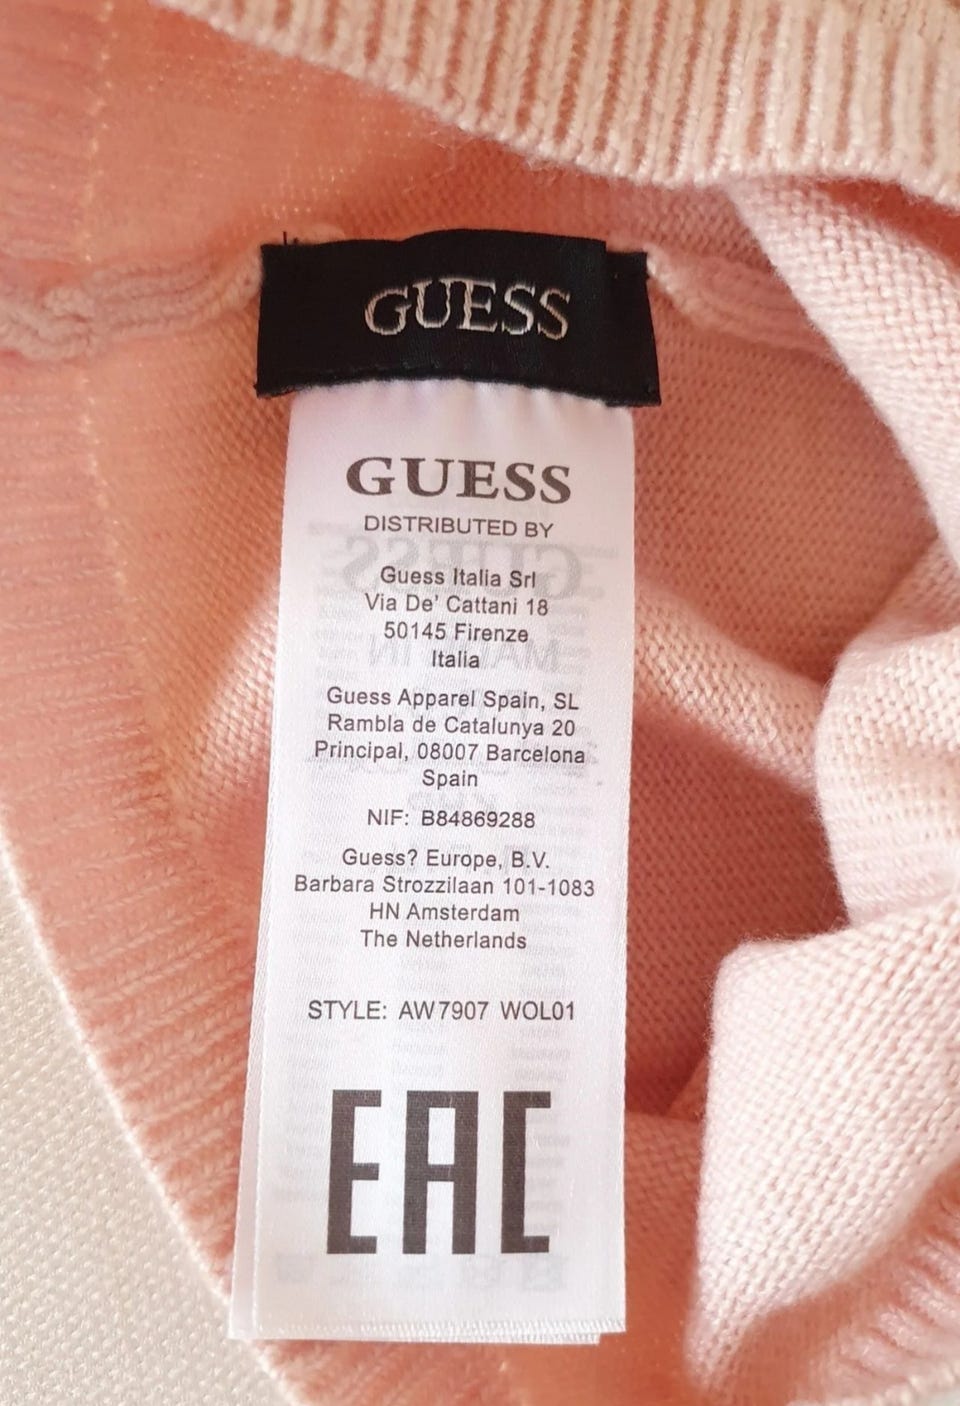 GUESS
GUESS
DISTRIBUTED BY
Guess Italia Srl
Via De' Cattani 18
50145 Firenze
Italia
Guess Apparel Spain, SL
Rambla de Catalunya 20
Principal, 08007 Barcelona
Spain
NIF: B84869288
Guess? Europe, B.V.
Barbara Strozzilaan 101-1083
HN Amsterdam
The Netherlands
STYLE: AW7907 WOL01
EAC